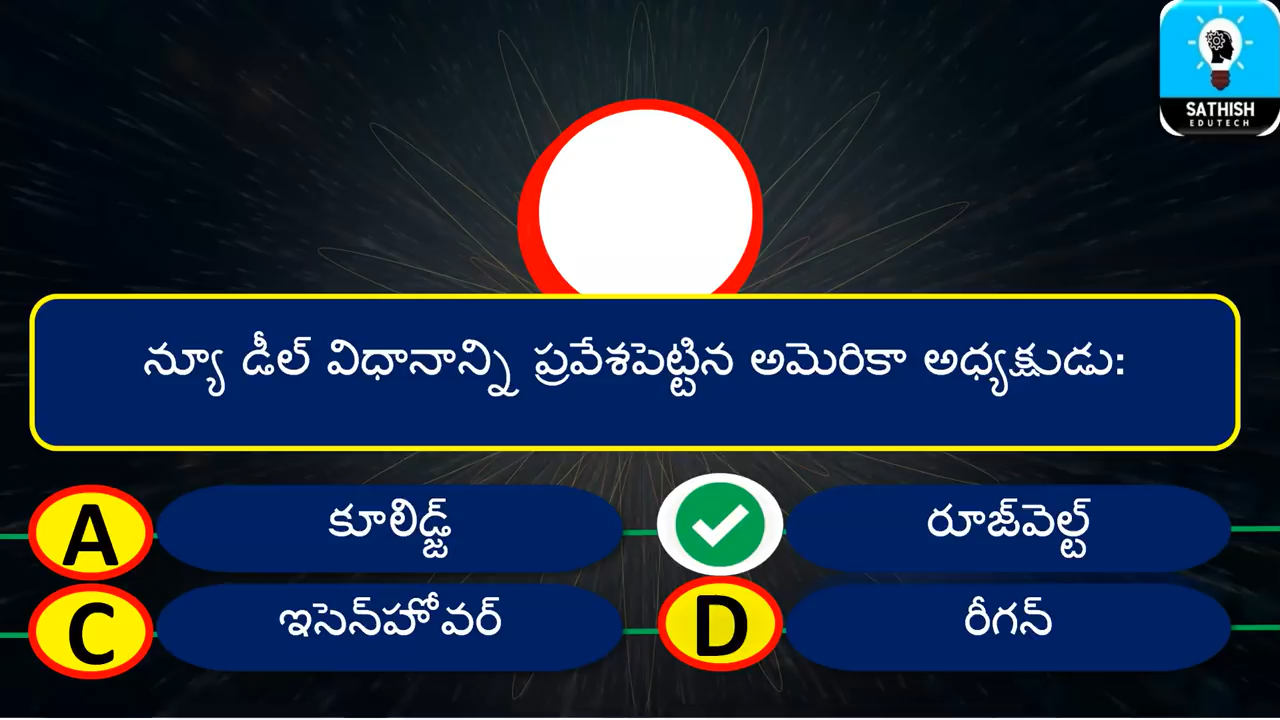 SATHISH
EDUTECH
న్యూ డీల్ విధానాన్ని ప్రవేశపెట్టిన అమెరికా అధ్యక్షుడు:
A
కూలిడ్జ్
రూజ్‌వెల్ట్
C
ఇసెన్‌హోవర్
D
రీగన్